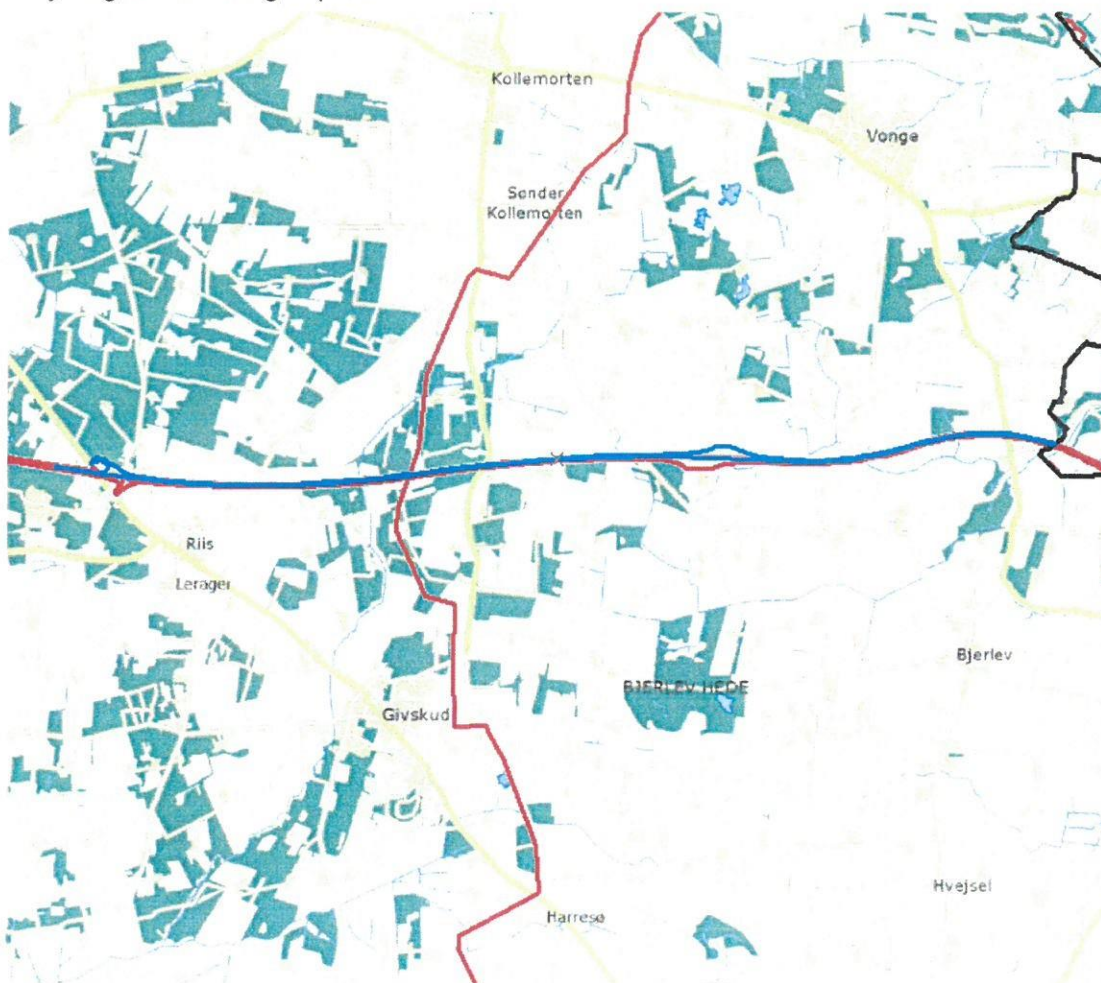 Kollemorten
Vonge
Sønder
Kollemorten
Riis
Lerager
Bjerlev
BJERLEV HEDE
Givskud
Hvejsel
Harresø